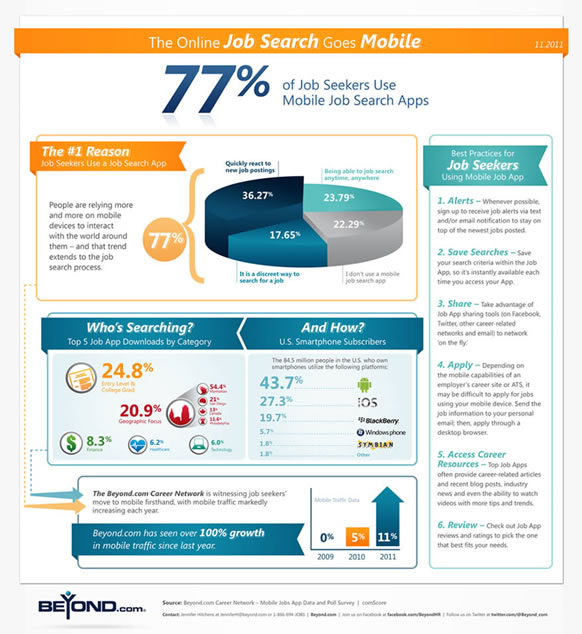 The Online Job Search Goes Mobile
11.2011
77%
of Job Seekers Use
Mobile Job Search Apps
The #1 Reason
Job Seekers Use a Job Search App
People are relying more
and more on mobile
devices to interact
with the world around
them – and that trend
extends to the job
search process.
77%
Quickly react to
new job postings
36.27%
Being able to job search
anytime, anywhere
23.79%
22.29%
17.65%
It is a discreet way to
search for a job
I don't use a mobile
job search app
Best Practices for
Job Seekers
Using Mobile Job App
1. Alerts – Whenever possible,
sign up to receive job alerts via text
and/or email notification to stay on
top of the newest jobs posted.
2. Save Searches – Save
your search criteria within the Job
App, so it's instantly available each
time you access your App.
3. Share – Take advantage of
Job App sharing tools (on Facebook,
Twitter, other career related
networks and email) to network
'on the fly.'
4. Apply – Depending on
the mobile capabilities of an
employer's career site or ATS, it
may be difficult to apply for jobs
using your mobile device. Send the
job information to your personal
email; then, apply through a
desktop browser.
5. Access Career
Resources – Top Job Apps
often provide career-related articles
and recent blog posts, industry
news and even the ability to watch
videos with more tips and trends.
6. Review – Check out Job App
reviews and ratings to pick the one
that best fits your needs.
Who's Searching?
Top 5 Job App Downloads by Category
24.8%
Entry Level &
College Grad
20.9%
Geographic Focus
54.4%
Manhattan
21%
San Diego
13%
Canada
11.6%
Philadelphia
8.3%
Finance
6.2%
Healthcare
6.0%
Technology
And How?
U.S. Smartphone Subscribers
The 84.5 million people in the U.S. who own
smartphones utilize the following platforms:
43.7%
27.3% iOS
19.7% BlackBerry
5.7% Windows phone
1.8% SYMBIAN
1.8% Other
The Beyond.com Career Network is witnessing job seekers'
move to mobile firsthand, with mobile traffic markedly
increasing each year.
Beyond.com has seen over 100% growth
in mobile traffic since last year.
Mobile Traffic Data
0% 5% 11%
2009 2010 2011
BEYOND.com
Source: Beyond.com Career Network – Mobile Jobs App Data and Poll Survey | comScore
Contact: Jennifer Hitchens at JenniferH@beyond.com or 1-866-694-JOBS | Beyond.com | Join us on Facebook at facebook.com/BeyondHR | Follow us on Twitter at twitter.com/@Beyond_com